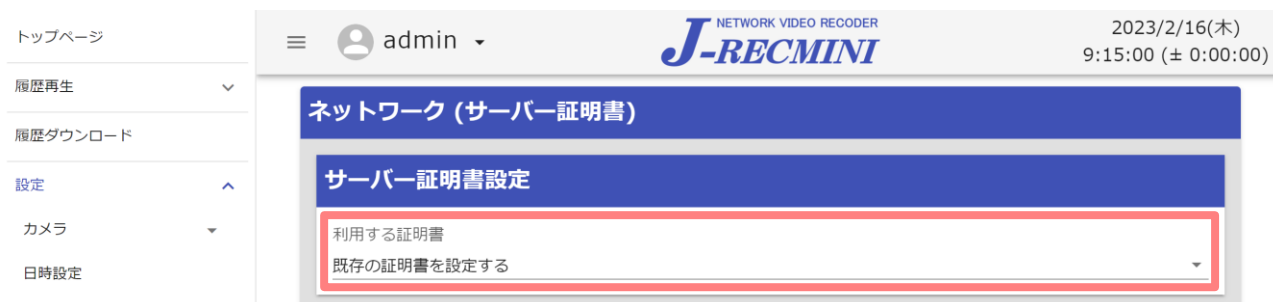 トップページ
履歴再生
履歴ダウンロード
設定
カメラ
日時設定
admin
NETWORK VIDEO RECODER
J-RECMINI
2023/2/16(木)
9:15:00 (± 0:00:00)
ネットワーク (サーバー証明書)
サーバー証明書設定
利用する証明書
既存の証明書を設定する